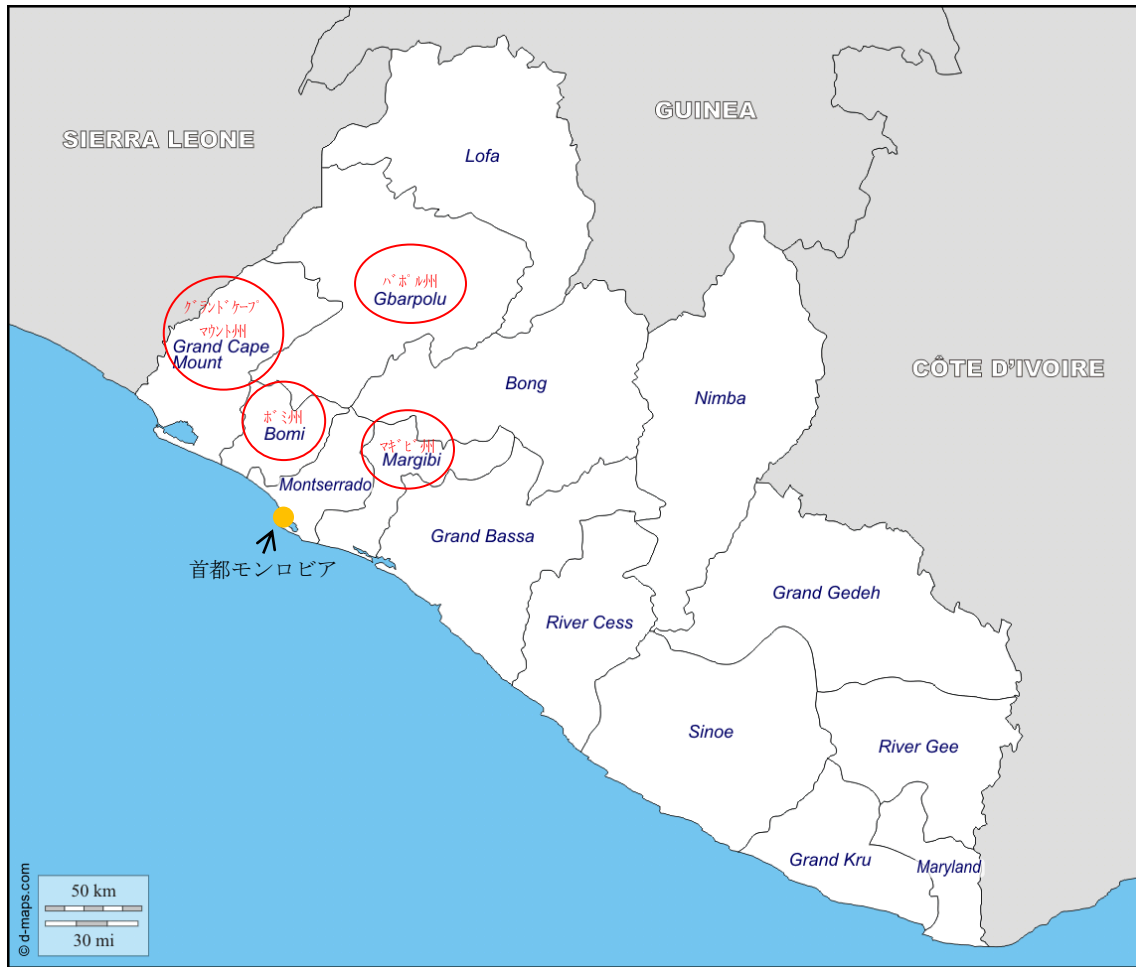 GUINEA
SIERRA LEONE
Lofa
ﾊﾞﾎﾟﾙ州
Gbarpolu
ｸﾞﾗﾝﾄﾞｹｰﾌﾟ
ﾏｳﾝﾄ州
Grand Cape
Mount
CÔTE D'IVOIRE
Bong
Nimba
ﾎﾞﾐ州
Bomi
ﾏｷﾞﾋﾞ州
Margibi
Montserrado
Grand Bassa
首都モンロビア
Grand Gedeh
River Cess
Sinoe
River Gee
Grand Kru
Maryland
50 km
30 mi
© d-maps.com